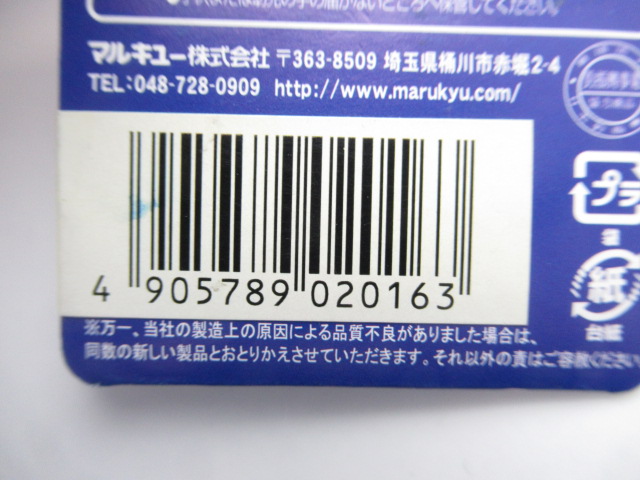 マルキユー株式会社 〒363-8509 埼玉県桶川市赤堀2-4
TEL:048-728-0909 http://www.marukyu.com/
4 905789 020163
プラ
紙
台紙
※万一、当社の製造上の原因による品質不良がありました場合は、
同数の新しい製品とおとりかえさせていただきます。それ以外の責はご容赦ください